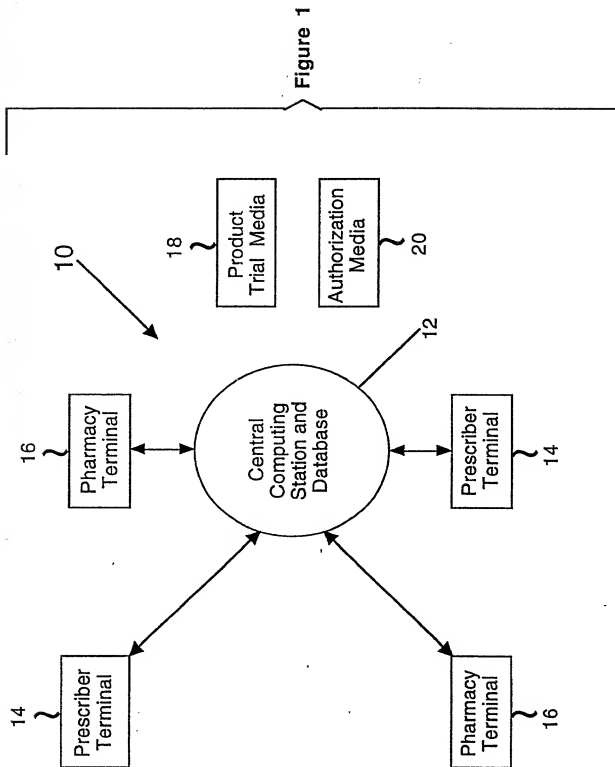 10
14
Prescriber
Terminal
16
Pharmacy
Terminal
18
Product
Trial Media
Central
Computing
Station and
Database
12
Authorization
Media
20
Pharmacy
Terminal
16
Prescriber
Terminal
14
Figure 1